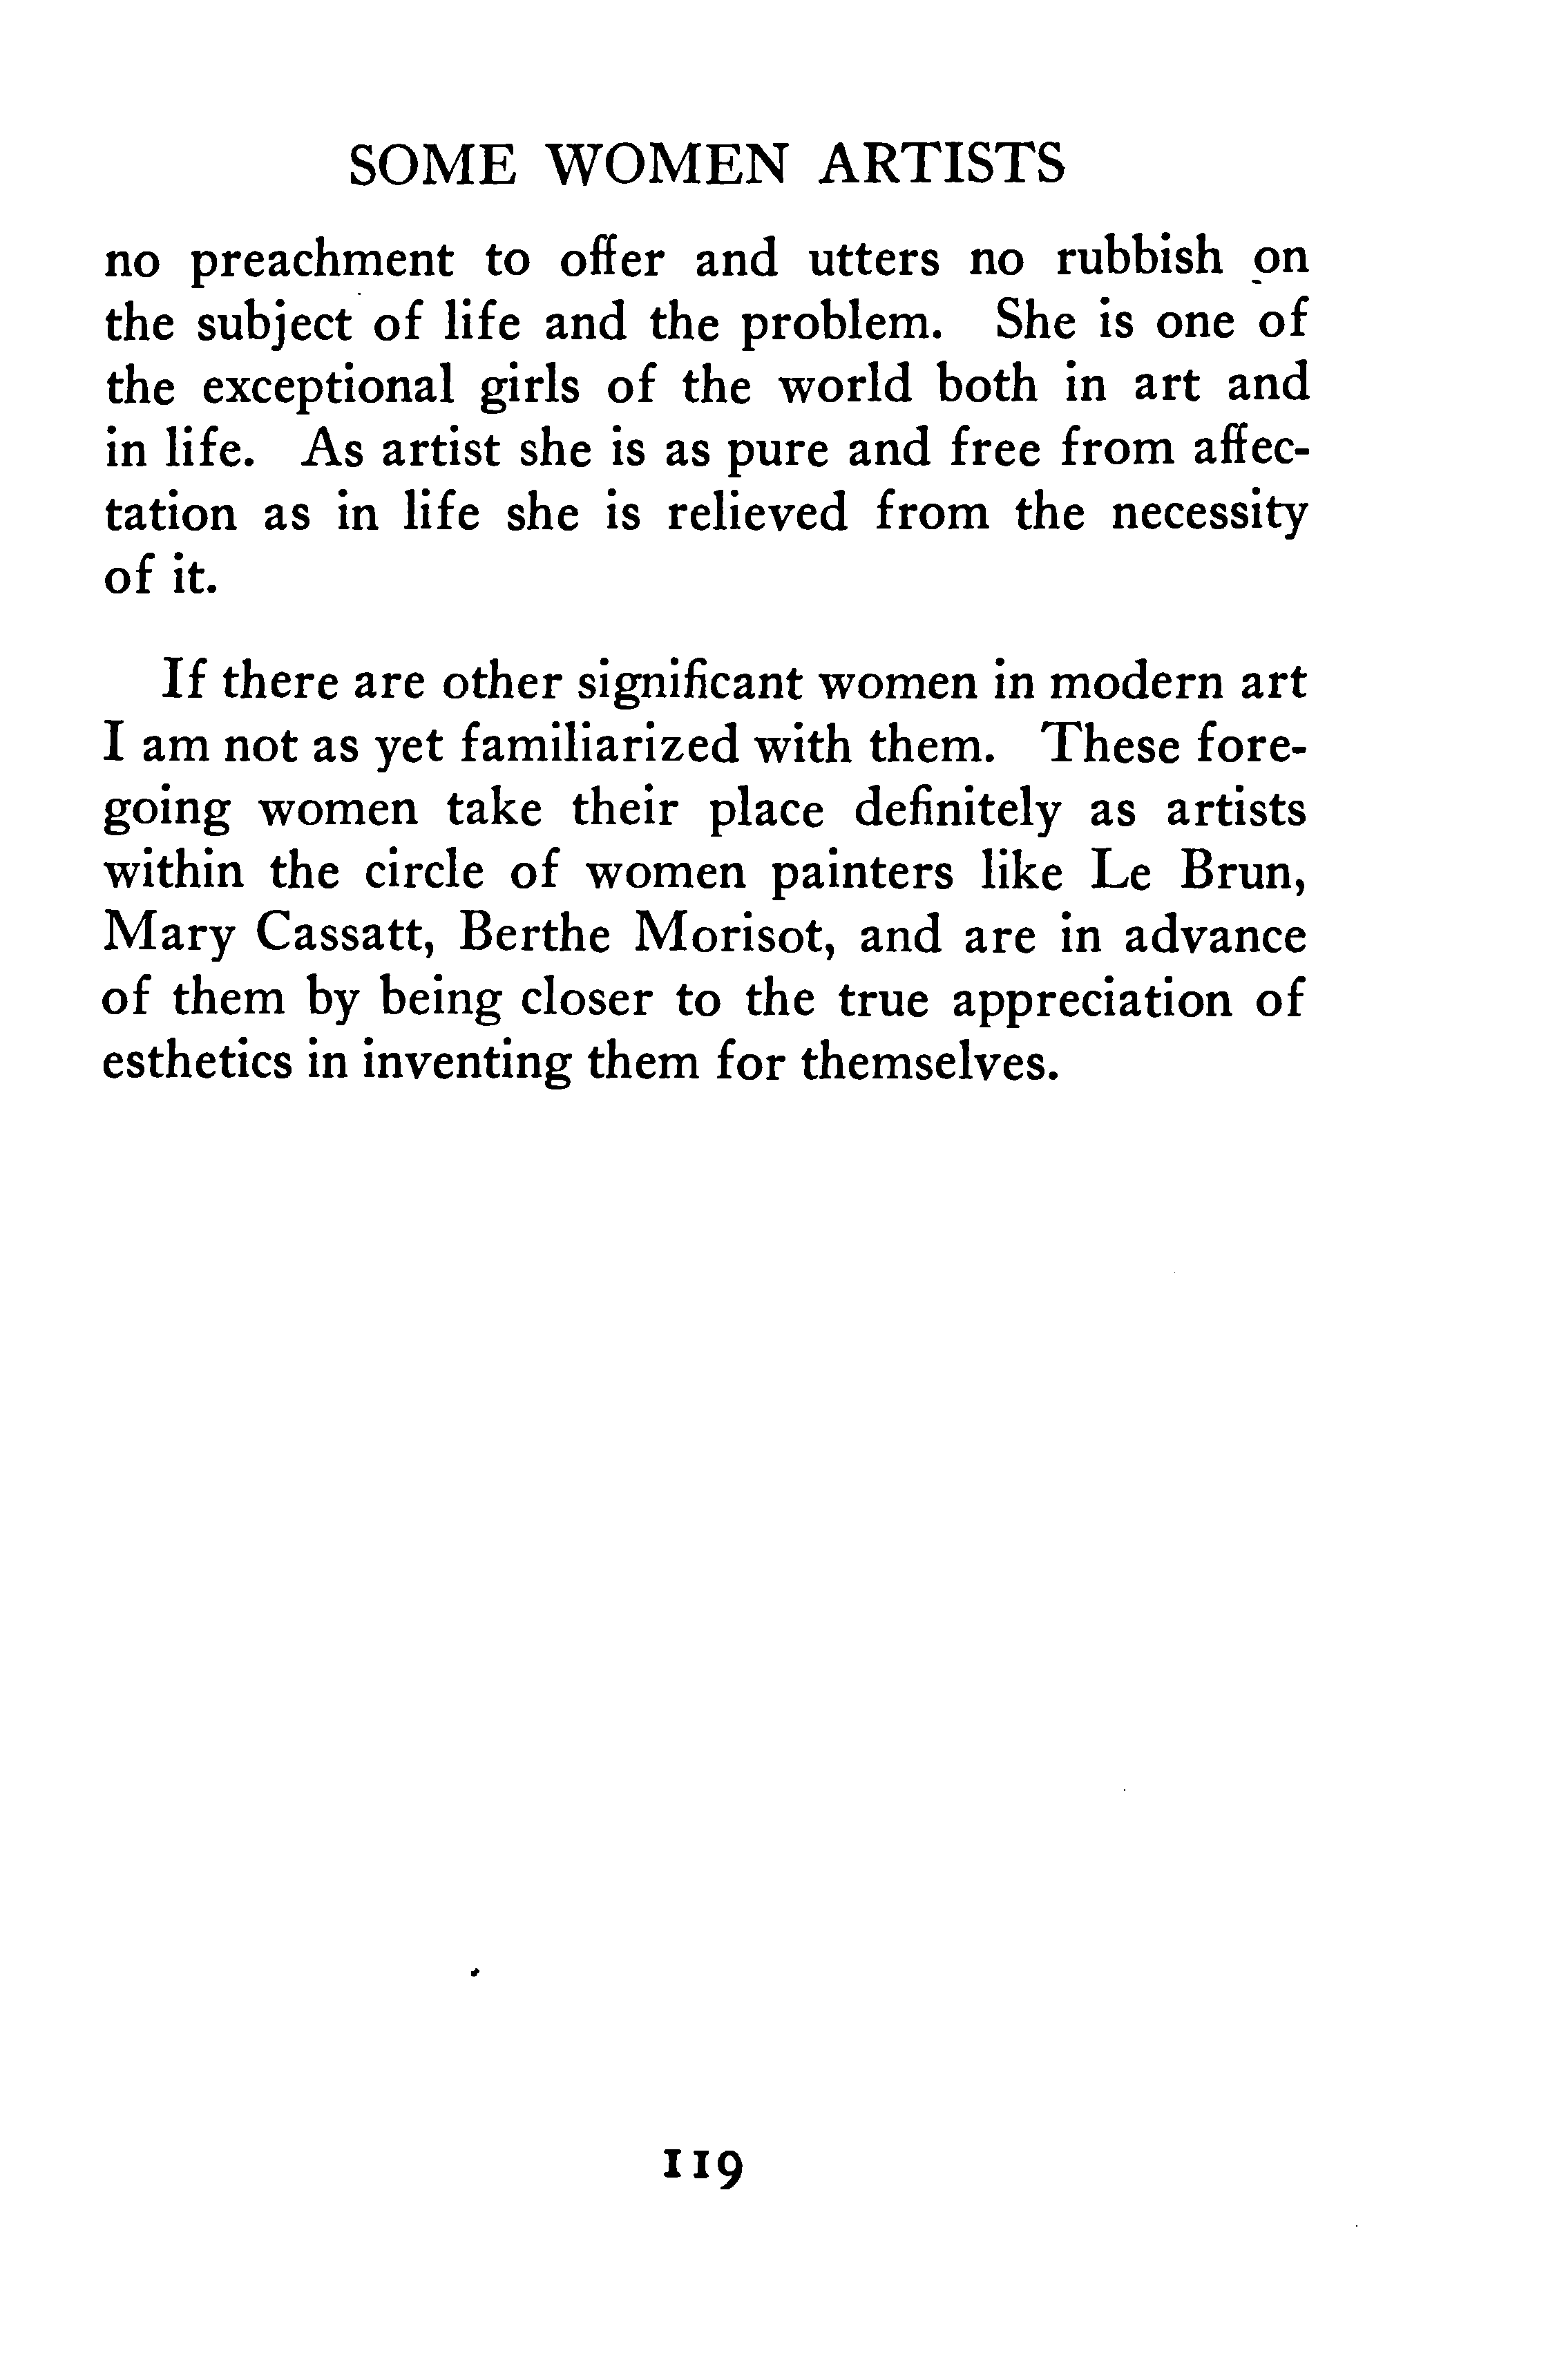 SOME WOMEN ARTISTS
no preachment to offer and utters no rubbish on
the subject of life and the problem. She is one of
the exceptional girls of the world both in art and
in life. As artist she is as pure and free from affec-
tation as in life she is relieved from the necessity
of it.
If there are other significant women in modern art
I am not as yet familiarized with them. These fore-
going women take their place definitely as artists
within the circle of women painters like Le Brun,
Mary Cassatt, Berthe Morisot, and are in advance
of them by being closer to the true appreciation of
esthetics in inventing them for themselves.
119